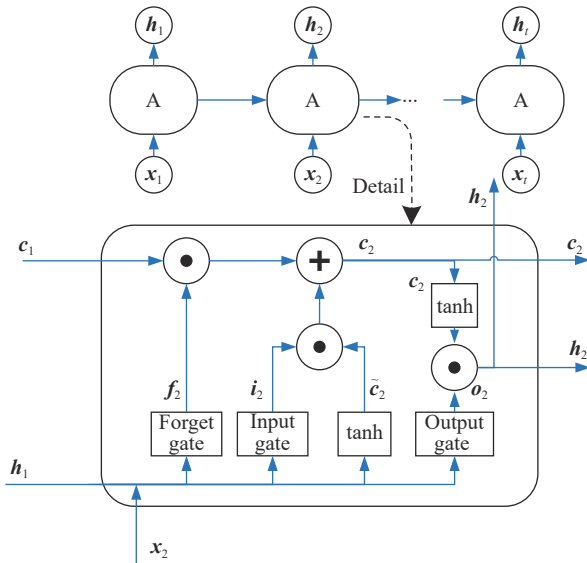 h1 h2 ht
A A ... A
x1 x2 xt
Detail
h2
c1 c2 c2
c2
tanh
h2
f2 i2 c̃2 o2
Forget gate
Input gate
tanh
Output gate
h1
x2